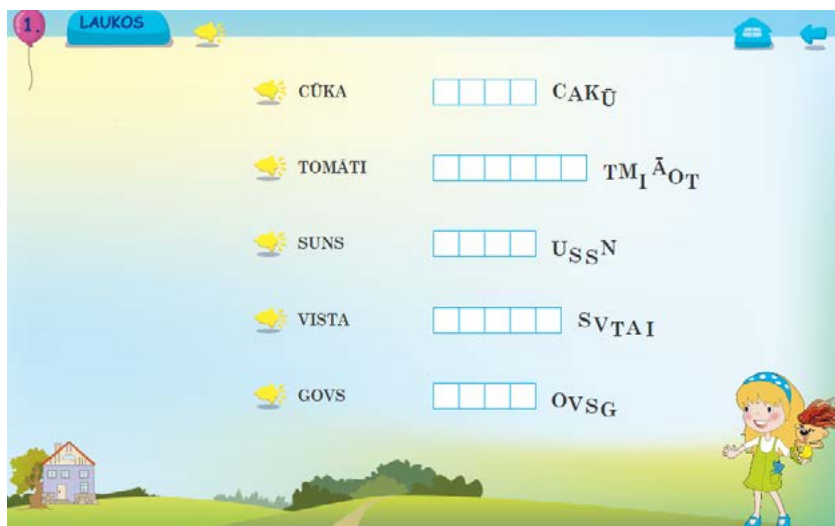 1. LAUKOS
CŪKA CAKŪ
TOMĀTI TMIĀOT
SUNS USSN
VISTA SVTAI
GOVS OVSG